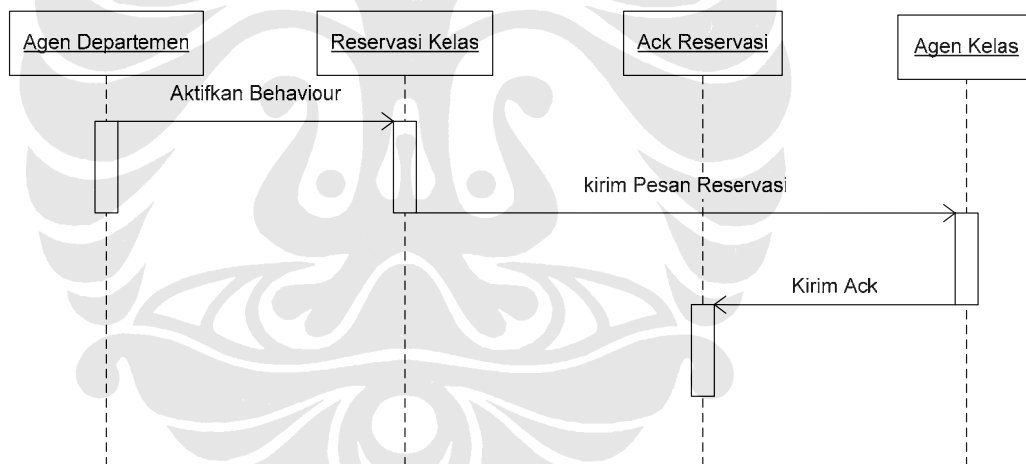 Agen Departemen
Reservasi Kelas
Ack Reservasi
Agen Kelas
Aktifkan Behaviour
kirim Pesan Reservasi
Kirim Ack